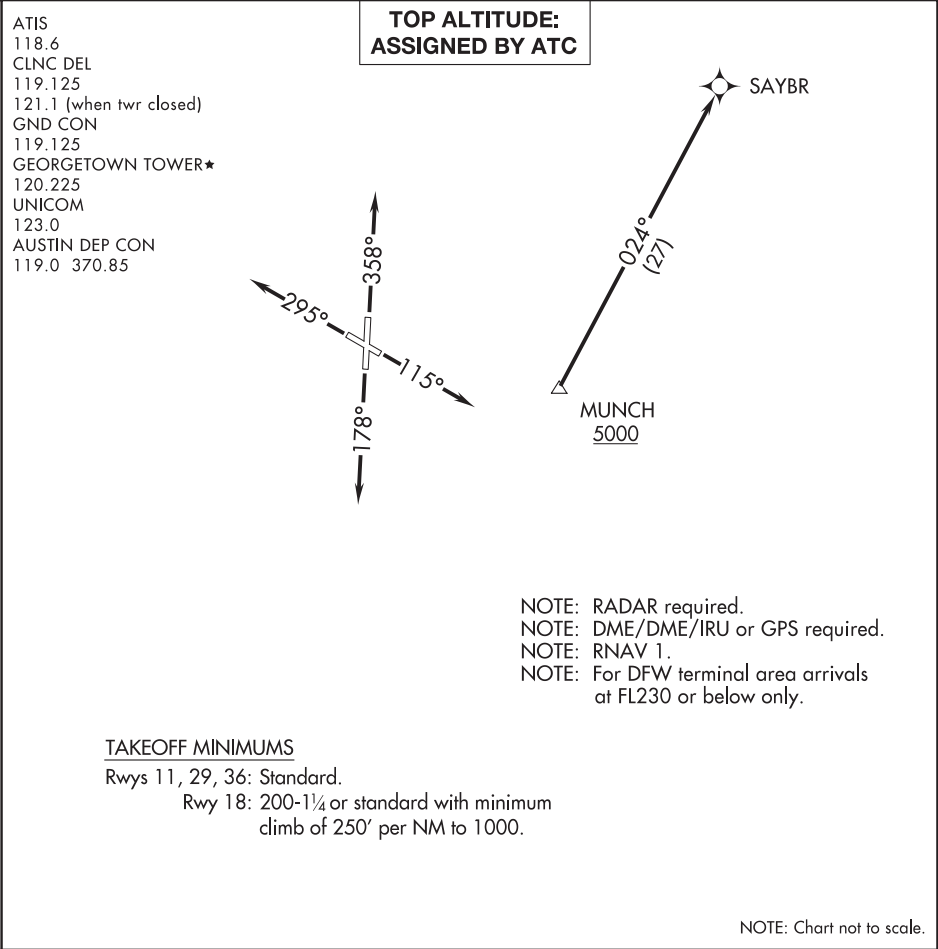 ATIS
118.6
CLNC DEL
119.125
121.1 (when twr closed)
GND CON
119.125
GEORGETOWN TOWER★
120.225
UNICOM
123.0
AUSTIN DEP CON
119.0 370.85
TOP ALTITUDE:
ASSIGNED BY ATC
SAYBR
024°
(27)
MUNCH
5000
358°
295°
115°
178°
NOTE: RADAR required.
NOTE: DME/DME/IRU or GPS required.
NOTE: RNAV 1.
NOTE: For DFW terminal area arrivals
at FL230 or below only.
TAKEOFF MINIMUMS
Rwys 11, 29, 36: Standard.
Rwy 18: 200-1¼ or standard with minimum
climb of 250' per NM to 1000.
NOTE: Chart not to scale.